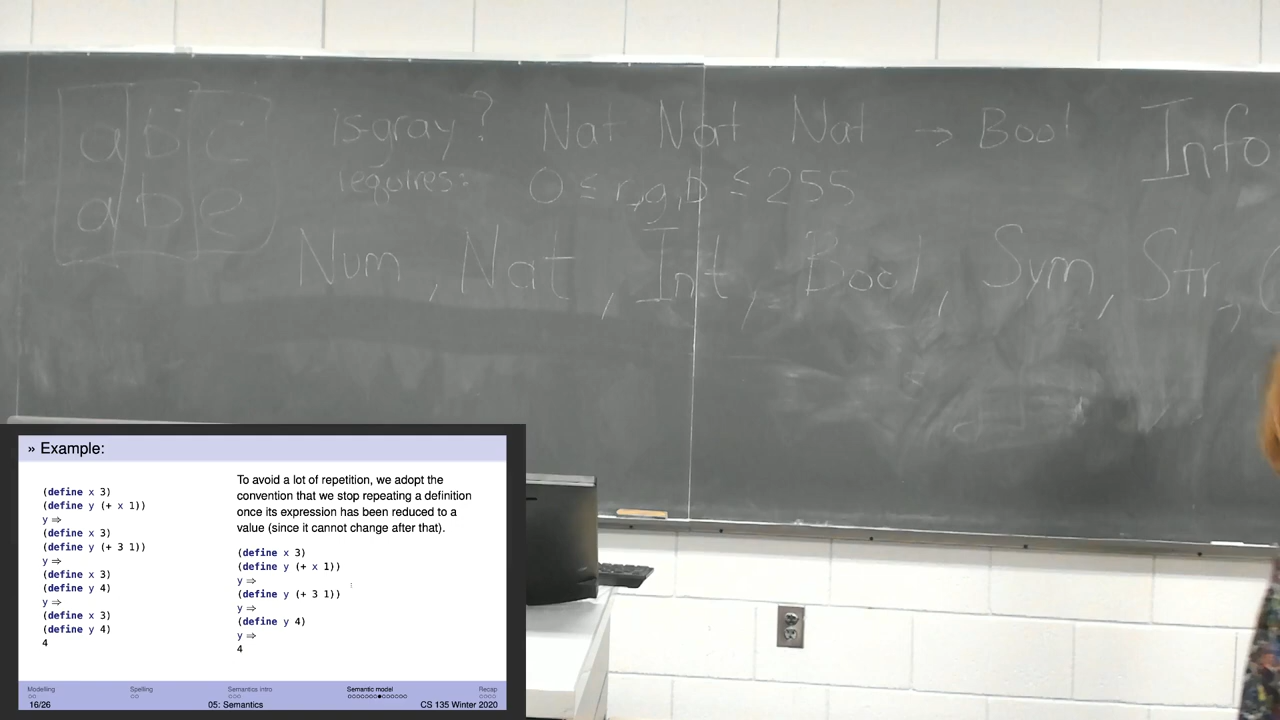 a b c
a b e
is-gray? Nat Nat Nat → Bool
requires: 0 ≤ r,g,b ≤ 255
Info
Num, Nat, Int, Bool, Sym, Str,
» Example:
(define x 3)
(define y (+ x 1))
y ⇒
(define x 3)
(define y (+ 3 1))
y ⇒
(define x 3)
(define y 4)
y ⇒
(define x 3)
(define y 4)
4
To avoid a lot of repetition, we adopt the
convention that we stop repeating a definition
once its expression has been reduced to a
value (since it cannot change after that).
(define x 3)
(define y (+ x 1))
y ⇒
(define y (+ 3 1))
y ⇒
(define y 4)
y ⇒
4
Modelling Spelling Semantics intro Semantic model Recap
16/26 05: Semantics CS 135 Winter 2020